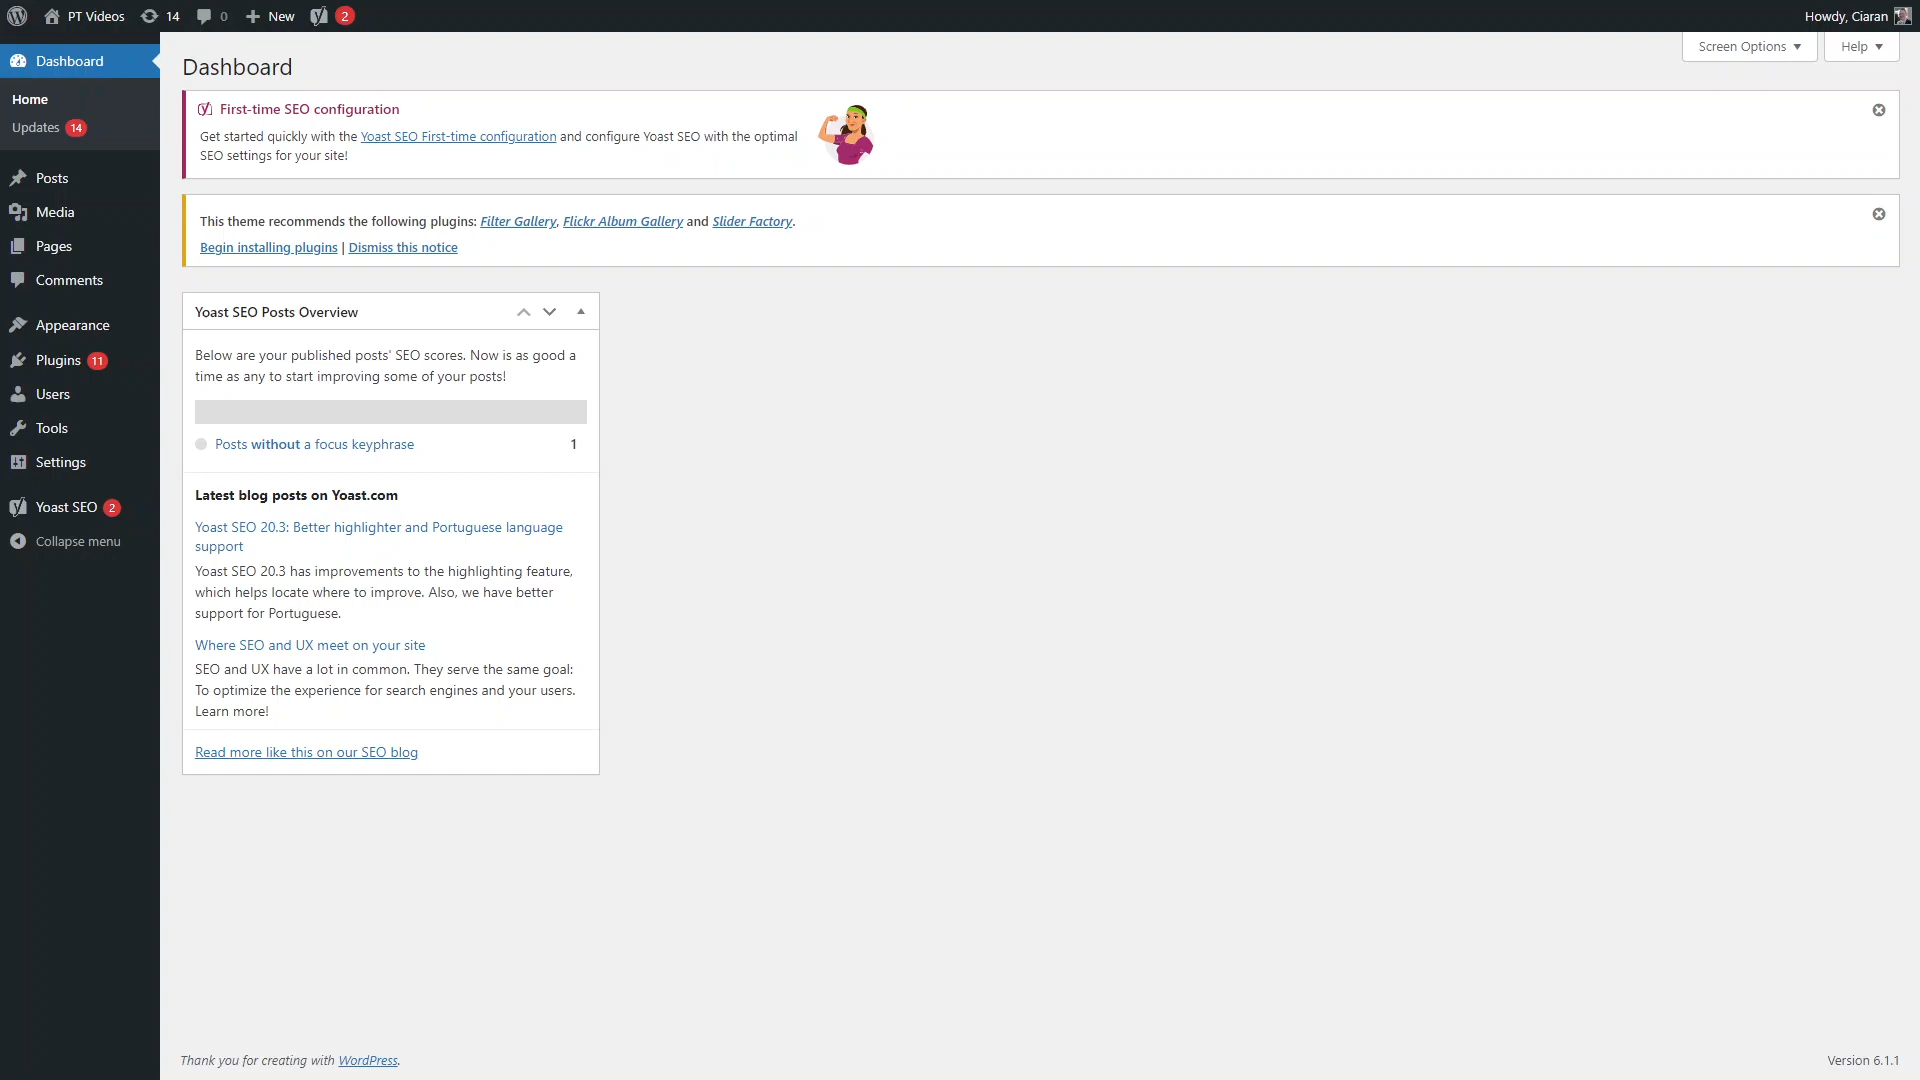 PT Videos 14 0 New 2
Howdy, Ciaran
Dashboard
Home
Updates 14
Posts
Media
Pages
Comments
Appearance
Plugins 11
Users
Tools
Settings
Yoast SEO 2
Collapse menu
Screen Options
Help
Dashboard
First-time SEO configuration
Get started quickly with the Yoast SEO First-time configuration and configure Yoast SEO with the optimal
SEO settings for your site!
This theme recommends the following plugins: Filter Gallery, Flickr Album Gallery and Slider Factory.
Begin installing plugins | Dismiss this notice
Yoast SEO Posts Overview
Below are your published posts' SEO scores. Now is as good a
time as any to start improving some of your posts!
Posts without a focus keyphrase 1
Latest blog posts on Yoast.com
Yoast SEO 20.3: Better highlighter and Portuguese language
support
Yoast SEO 20.3 has improvements to the highlighting feature,
which helps locate where to improve. Also, we have better
support for Portuguese.
Where SEO and UX meet on your site
SEO and UX have a lot in common. They serve the same goal:
To optimize the experience for search engines and your users.
Learn more!
Read more like this on our SEO blog
Thank you for creating with WordPress.
Version 6.1.1